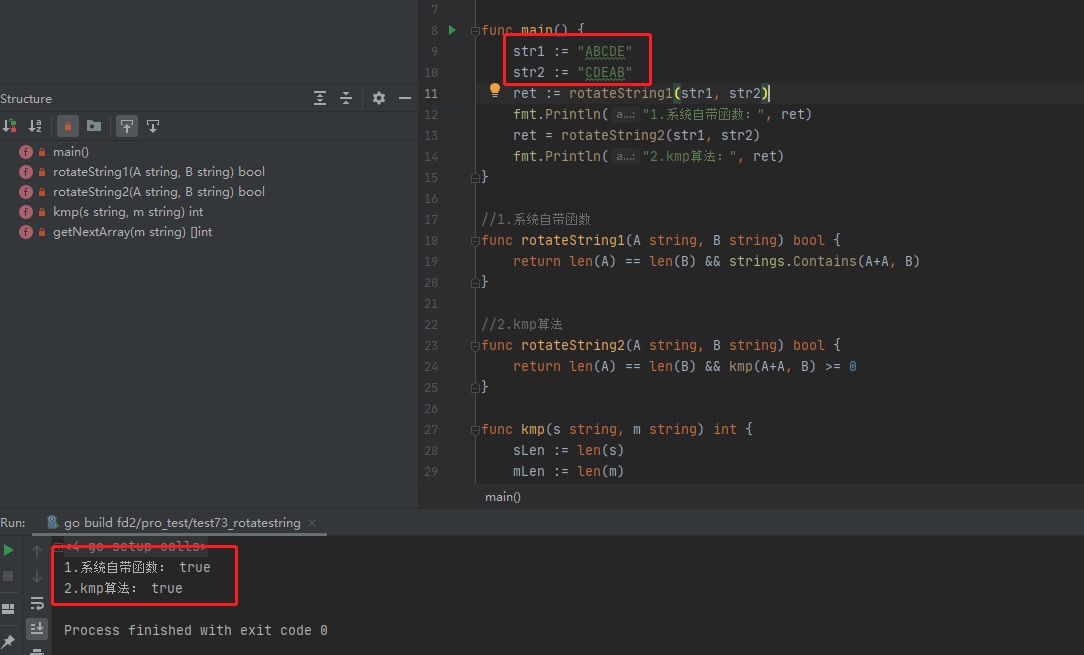 Structure
main()
rotateString1(A string, B string) bool
rotateString2(A string, B string) bool
kmp(s string, m string) int
getNextArray(m string) []int
7
8 func main() {
9 str1 := "ABCDE"
10 str2 := "CDEAB"
11 ret := rotateString1(str1, str2)
12 fmt.Println( a…: "1.系统自带函数：", ret)
13 ret = rotateString2(str1, str2)
14 fmt.Println( a…: "2.kmp算法：", ret)
15 }
16
17 //1.系统自带函数
18 func rotateString1(A string, B string) bool {
19 return len(A) == len(B) && strings.Contains(A+A, B)
20 }
21
22 //2.kmp算法
23 func rotateString2(A string, B string) bool {
24 return len(A) == len(B) && kmp(A+A, B) >= 0
25 }
26
27 func kmp(s string, m string) int {
28 sLen := len(s)
29 mLen := len(m)
main()
Run: go build fd2/pro_test/test73_rotatestring
<4 go setup calls>
1.系统自带函数： true
2.kmp算法： true
Process finished with exit code 0